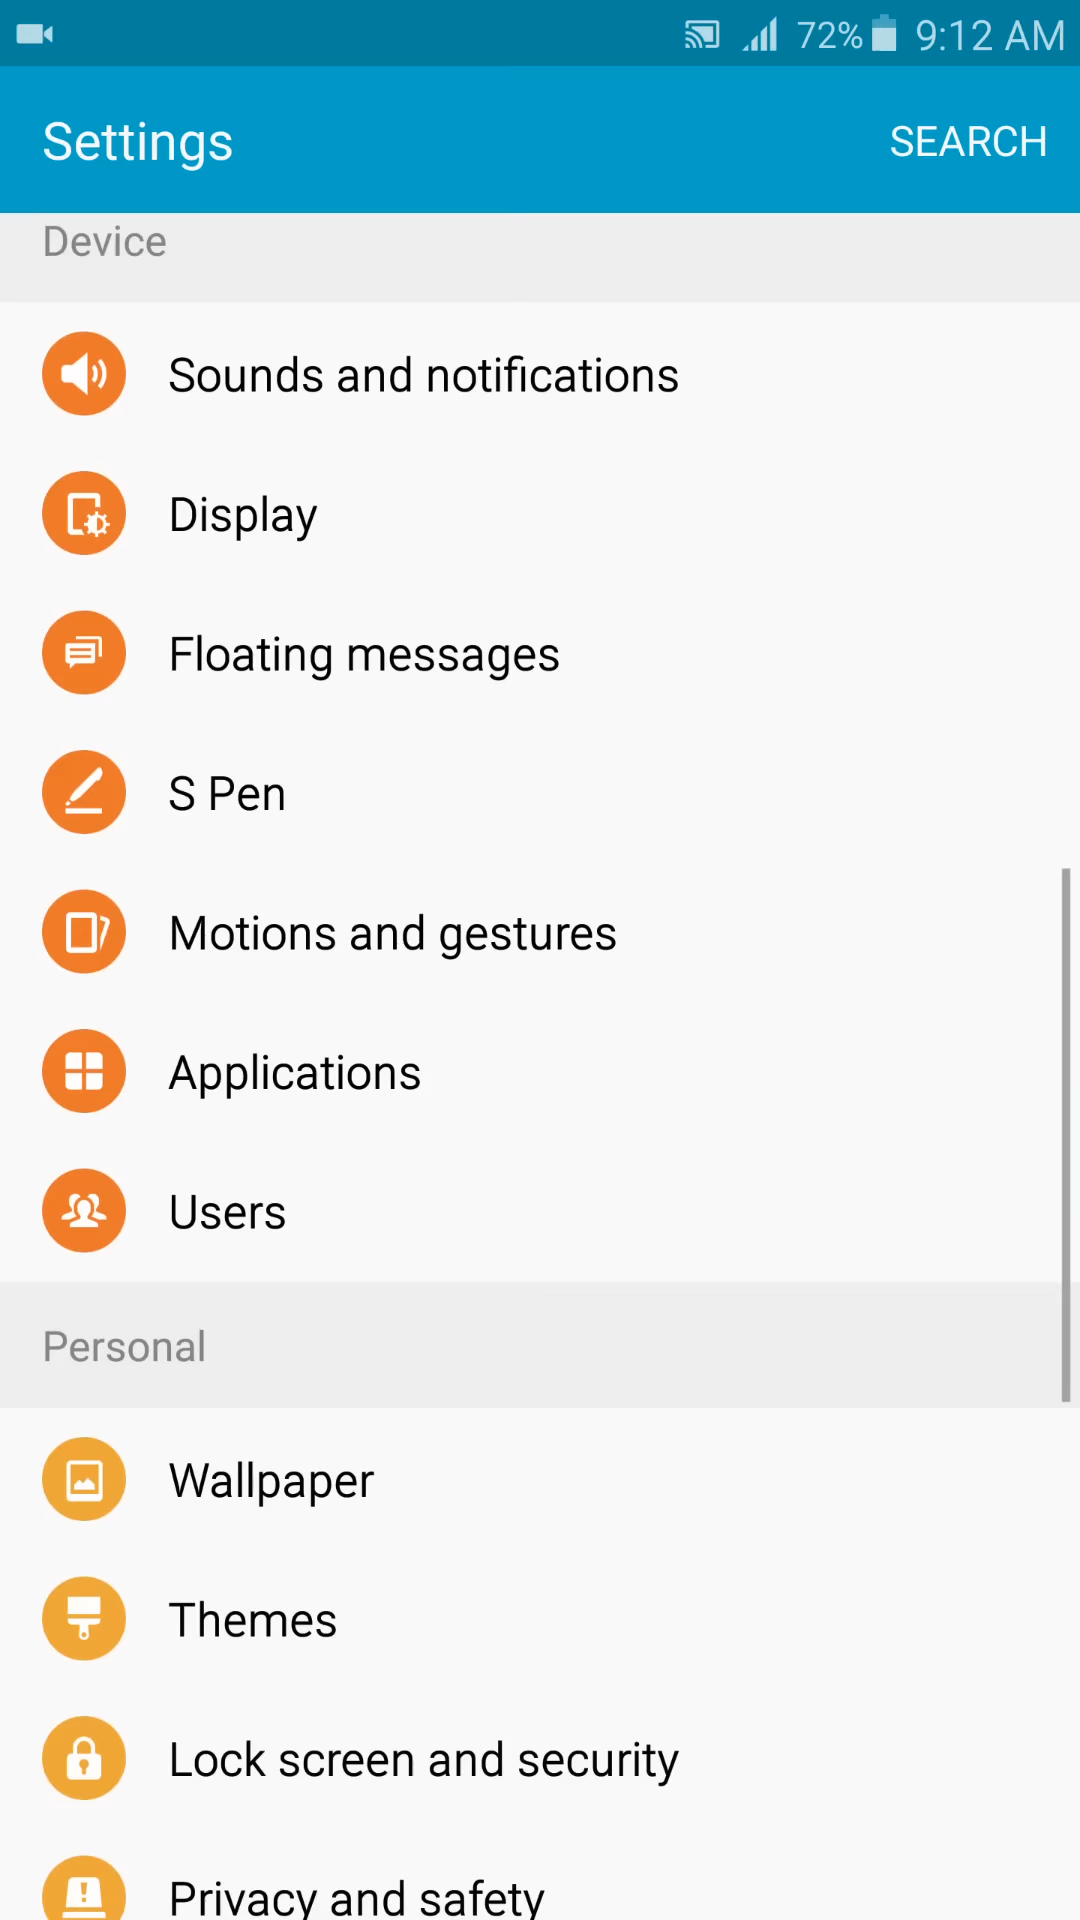 72% 9:12 AM
Settings SEARCH
Device
Sounds and notifications
Display
Floating messages
S Pen
Motions and gestures
Applications
Users
Personal
Wallpaper
Themes
Lock screen and security
Privacy and safety